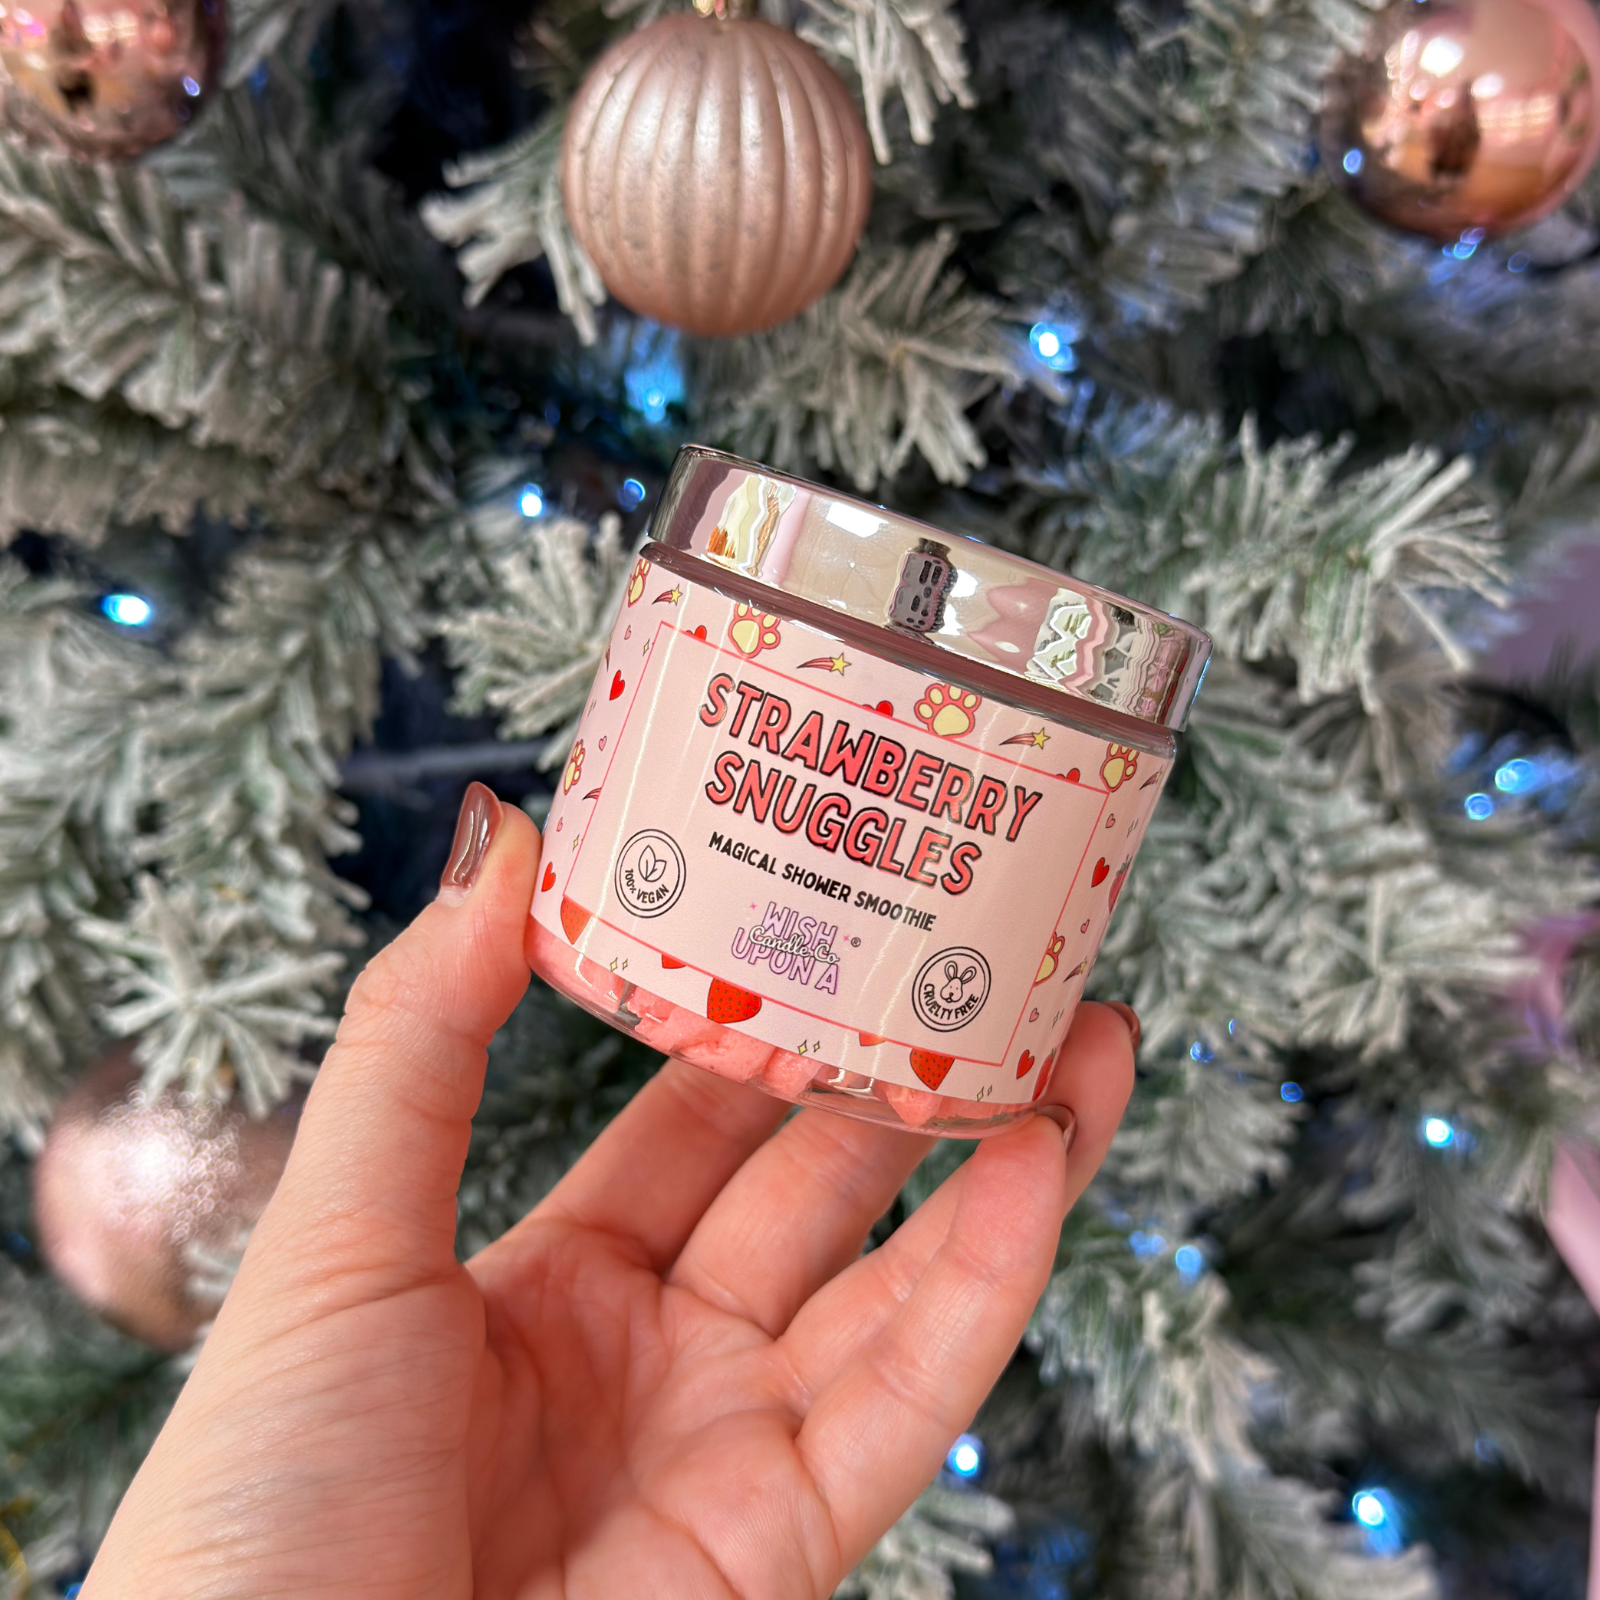 STRAWBERRY
SNUGGLES
MAGICAL SHOWER SMOOTHIE
100% VEGAN
WISH
Candle Co
UPON A
®
CRUELTY FREE